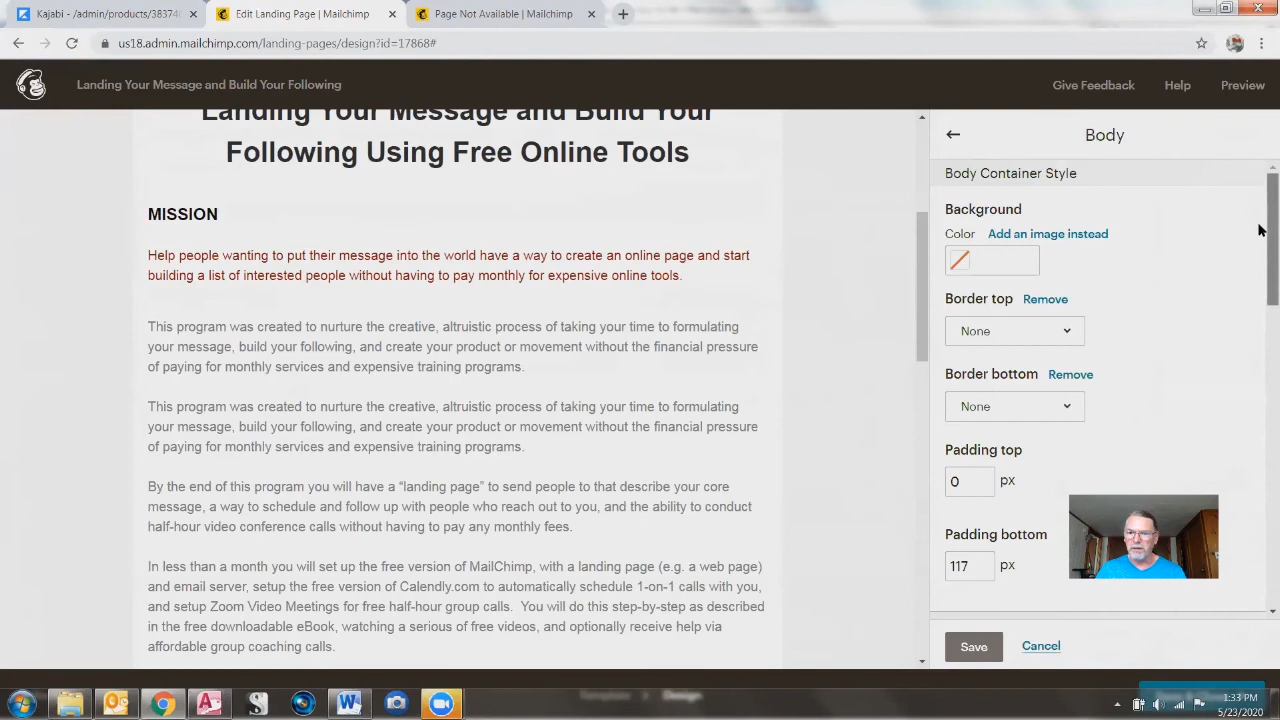 Kajabi - /admin/products/38374
Edit Landing Page | Mailchimp
Page Not Available | Mailchimp
us18.admin.mailchimp.com/landing-pages/design?id=17868#
Landing Your Message and Build Your Following
Give Feedback
Help
Preview
Landing Your Message and Build Your
Following Using Free Online Tools
MISSION
Help people wanting to put their message into the world have a way to create an online page and start
building a list of interested people without having to pay monthly for expensive online tools.
This program was created to nurture the creative, altruistic process of taking your time to formulating
your message, build your following, and create your product or movement without the financial pressure
of paying for monthly services and expensive training programs.
This program was created to nurture the creative, altruistic process of taking your time to formulating
your message, build your following, and create your product or movement without the financial pressure
of paying for monthly services and expensive training programs.
By the end of this program you will have a “landing page” to send people to that describe your core
message, a way to schedule and follow up with people who reach out to you, and the ability to conduct
half-hour video conference calls without having to pay any monthly fees.
In less than a month you will set up the free version of MailChimp, with a landing page (e.g. a web page)
and email server, setup the free version of Calendly.com to automatically schedule 1-on-1 calls with you,
and setup Zoom Video Meetings for free half-hour group calls.  You will do this step-by-step as described
in the free downloadable eBook, watching a serious of free videos, and optionally receive help via
affordable group coaching calls.
Body
Body Container Style
Background
Color Add an image instead
Border top Remove
None
Border bottom Remove
None
Padding top
0 px
Padding bottom
117 px
Save
Cancel
Template
Design
1:33 PM
5/23/2020